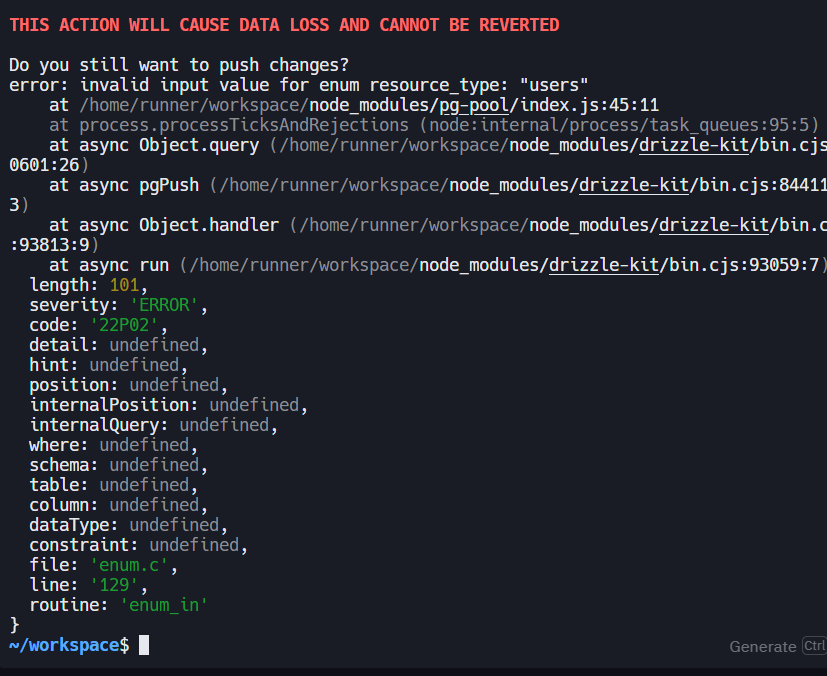 THIS ACTION WILL CAUSE DATA LOSS AND CANNOT BE REVERTED
Do you still want to push changes?
error: invalid input value for enum resource_type: "users"
    at /home/runner/workspace/node_modules/pg-pool/index.js:45:11
    at process.processTicksAndRejections (node:internal/process/task_queues:95:5)
    at async Object.query (/home/runner/workspace/node_modules/drizzle-kit/bin.cjs
0601:26)
    at async pgPush (/home/runner/workspace/node_modules/drizzle-kit/bin.cjs:84411
3)
    at async Object.handler (/home/runner/workspace/node_modules/drizzle-kit/bin.c
:93813:9)
    at async run (/home/runner/workspace/node_modules/drizzle-kit/bin.cjs:93059:7)
  length: 101,
  severity: 'ERROR',
  code: '22P02',
  detail: undefined,
  hint: undefined,
  position: undefined,
  internalPosition: undefined,
  internalQuery: undefined,
  where: undefined,
  schema: undefined,
  table: undefined,
  column: undefined,
  dataType: undefined,
  constraint: undefined,
  file: 'enum.c',
  line: '129',
  routine: 'enum_in'
}
~/workspace$
Generate Ctrl